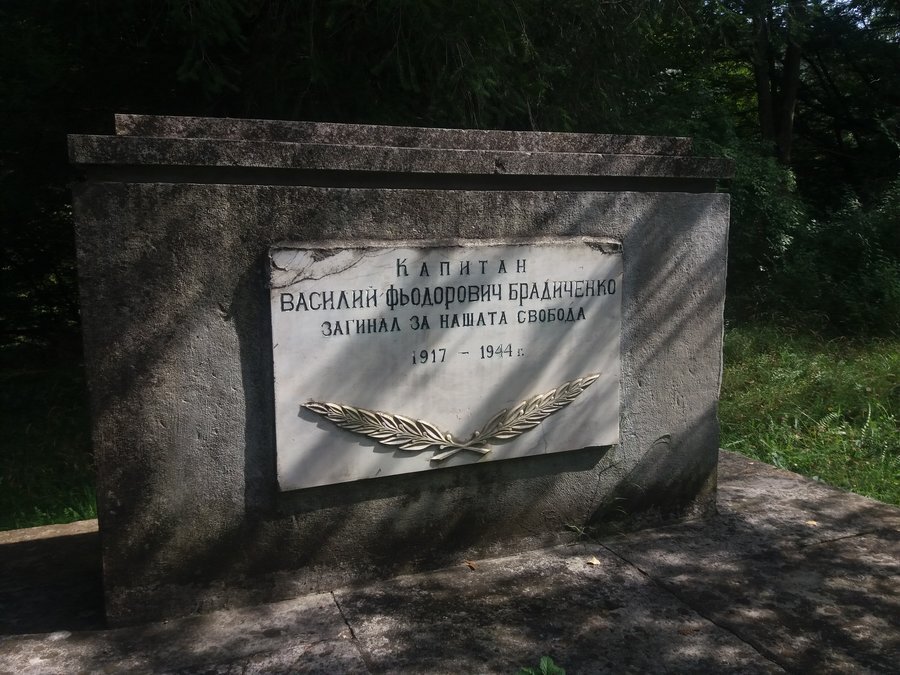 Капитан
ВАСИЛИЙ ФЬОДОРОВИЧ БРАДИЧЕНКО
ЗАГИНАЛ ЗА НАШАТА СВОБОДА
1917 - 1944 г.